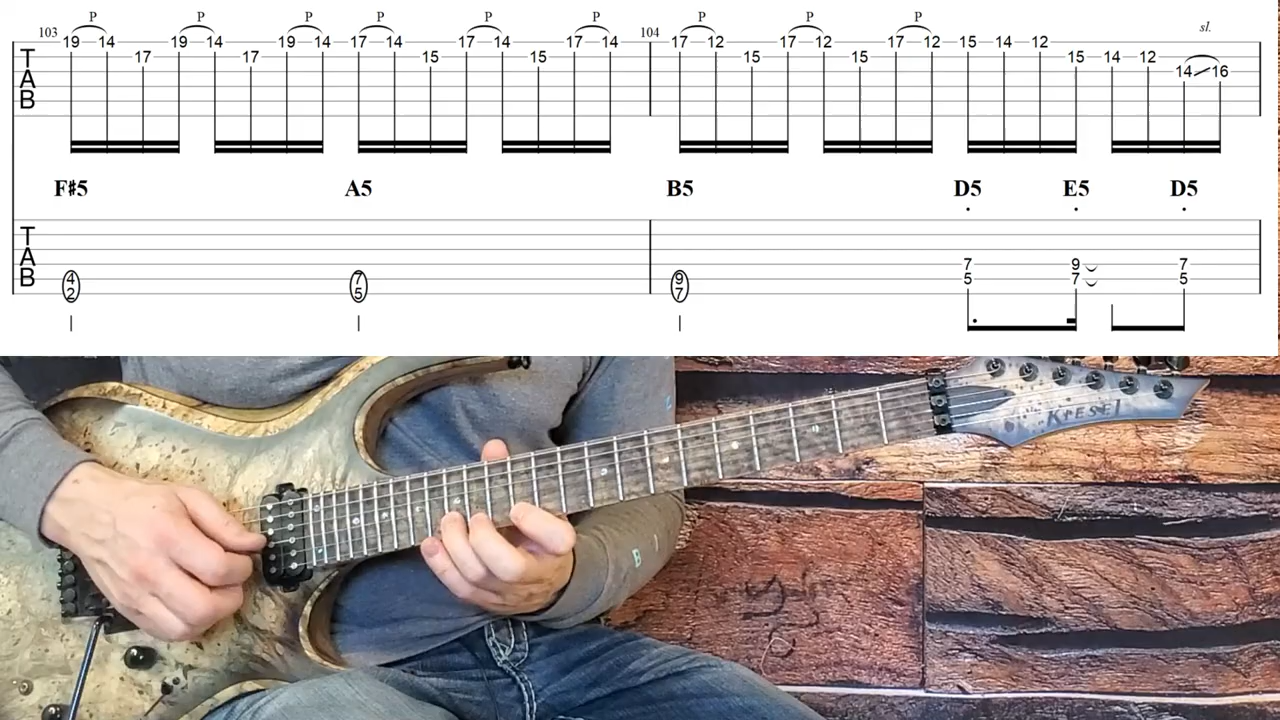 P P P P P P P P P
103 104
19 14 19 14 19 14 17 14 17 14 17 14 17 12 17 12 17 12 15 14 12 sl.
T 17 17 15 15 15 15 15 14 12
A 14 16
B
F#5 A5 B5 D5 E5 D5
T
A 7 9 7
B 4 7 9 5 7 5
2 5 7
Kiesel